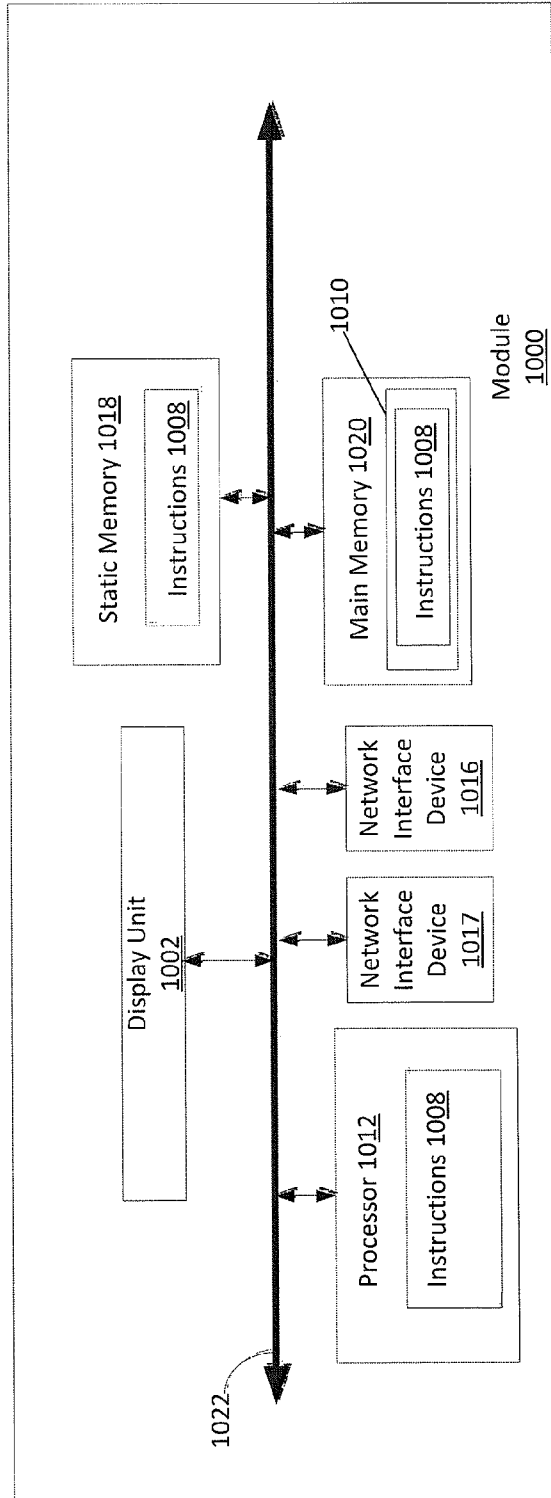 Display Unit
1002
Static Memory 1018
Instructions 1008
1022
Processor 1012
Instructions 1008
Network
Interface
Device
1017
Network
Interface
Device
1016
Main Memory 1020
Instructions 1008
1010
Module
1000